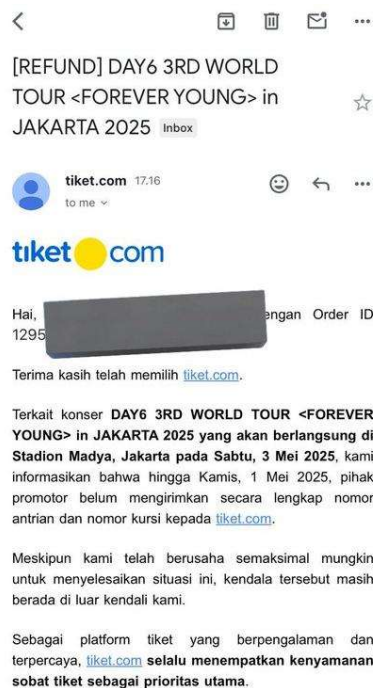 [REFUND] DAY6 3RD WORLD
TOUR <FOREVER YOUNG> in
JAKARTA 2025 Inbox
tiket.com 17.16
to me
tiket com
Hai, engan Order ID
1295
Terima kasih telah memilih tiket.com.
Terkait konser DAY6 3RD WORLD TOUR <FOREVER
YOUNG> in JAKARTA 2025 yang akan berlangsung di
Stadion Madya, Jakarta pada Sabtu, 3 Mei 2025, kami
informasikan bahwa hingga Kamis, 1 Mei 2025, pihak
promotor belum mengirimkan secara lengkap nomor
antrian dan nomor kursi kepada tiket.com.
Meskipun kami telah berusaha semaksimal mungkin
untuk menyelesaikan situasi ini, kendala tersebut masih
berada di luar kendali kami.
Sebagai platform tiket yang berpengalaman dan
terpercaya, tiket.com selalu menempatkan kenyamanan
sobat tiket sebagai prioritas utama.